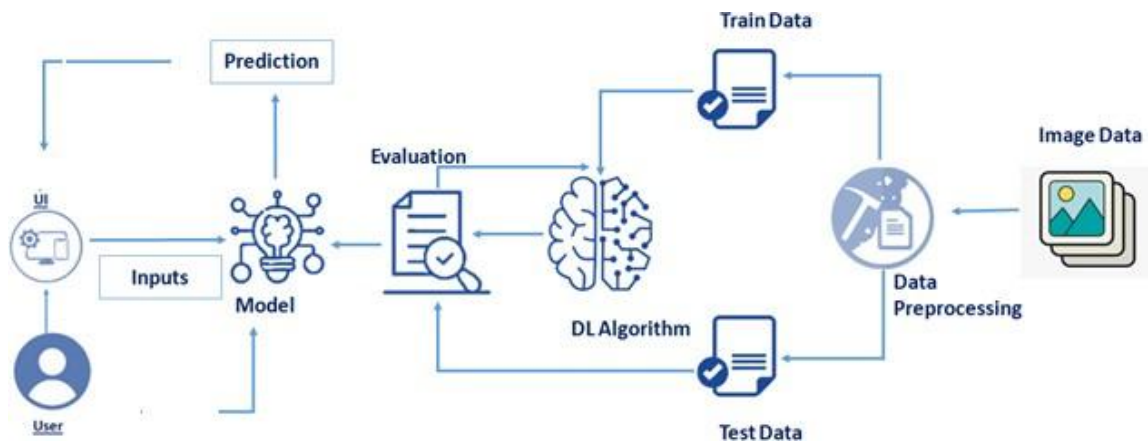 Train Data
Prediction
Image Data
Evaluation
UI
Inputs
Model
DL Algorithm
Data
Preprocessing
User
Test Data